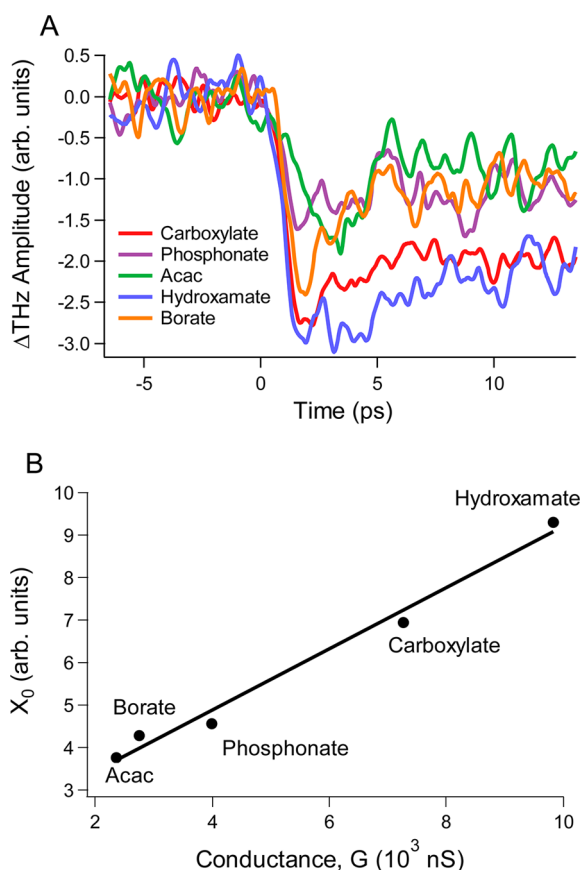 A
0.5
0.0
-0.5
-1.0
-1.5
-2.0
-2.5
-3.0
ΔTHz Amplitude (arb. units)
Carboxylate
Phosphonate
Acac
Hydroxamate
Borate
-5
0
5
10
Time (ps)
B
10
9
8
7
6
5
4
3
X₀ (arb. units)
Hydroxamate
Carboxylate
Borate
Phosphonate
Acac
2
4
6
8
10
Conductance, G (10³ nS)